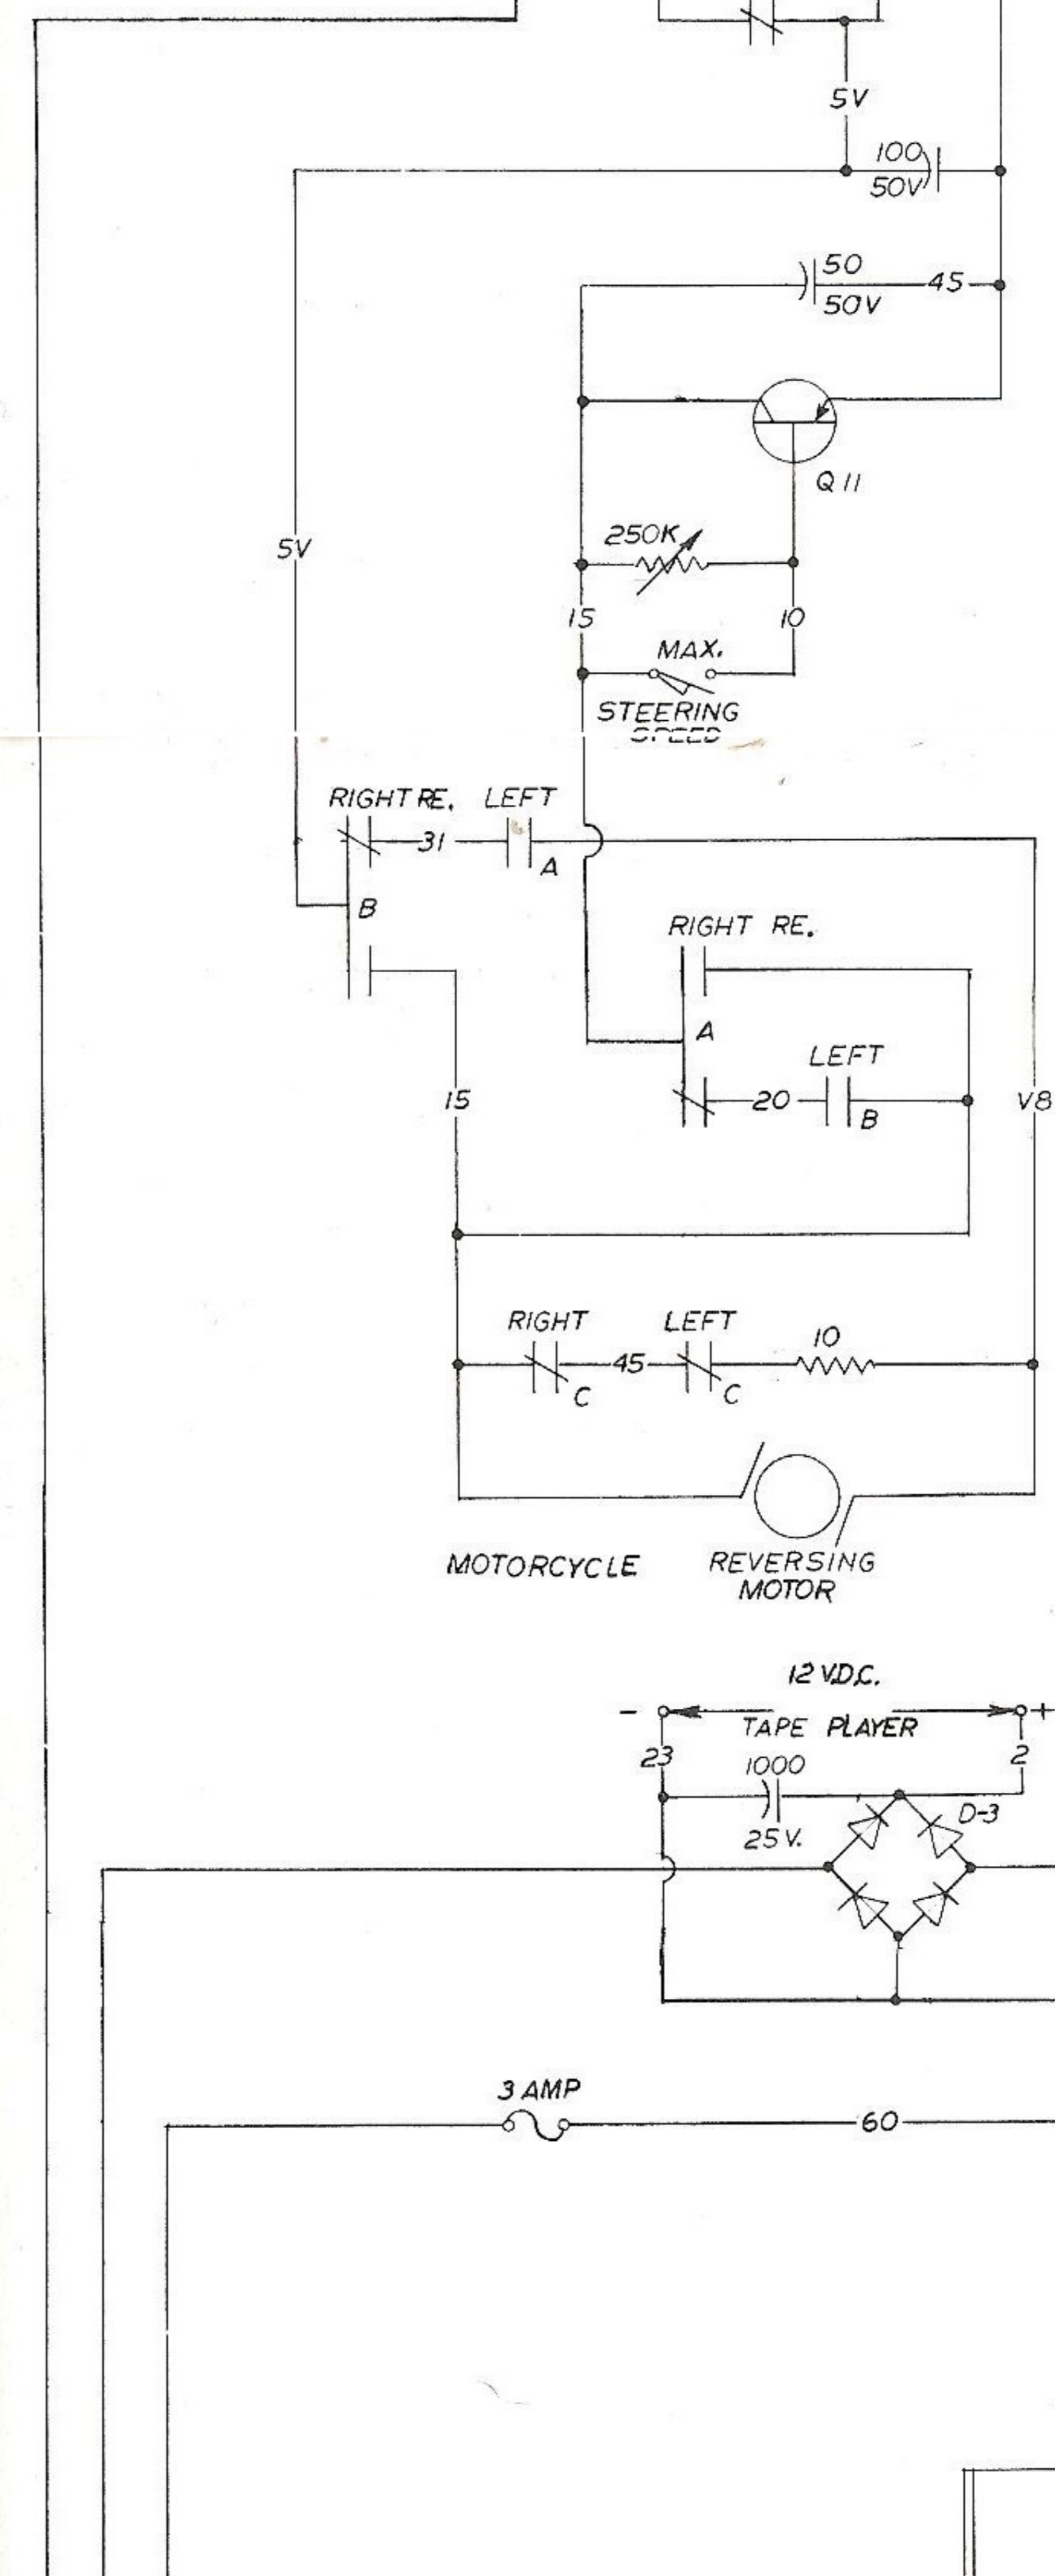 5V
100
50V
50
45
50V
Q11
5V
250K
15
10
MAX.
STEERING
SPEED
RIGHT RE.
LEFT
31
A
B
RIGHT RE.
A
LEFT
15
20
V8
B
RIGHT
LEFT
10
45
C
C
MOTORCYCLE
REVERSING
MOTOR
12 V.D.C.
-
+
TAPE PLAYER
23
1000
2
D-3
25 V.
3 AMP
60